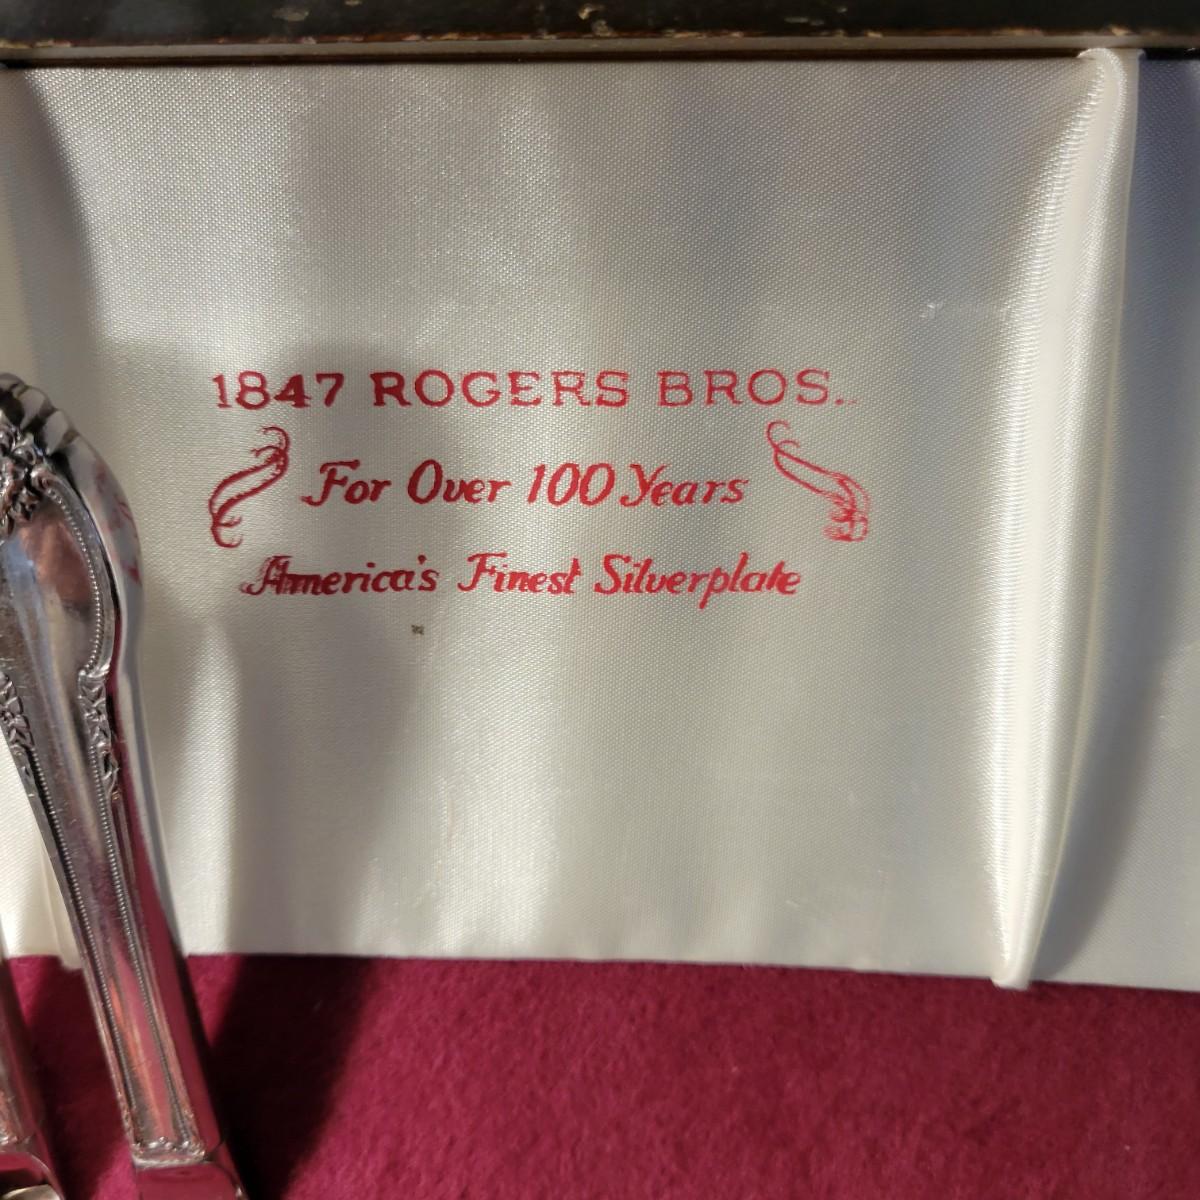 1847 ROGERS BROS..
For Over 100 Years
America's Finest Silverplate